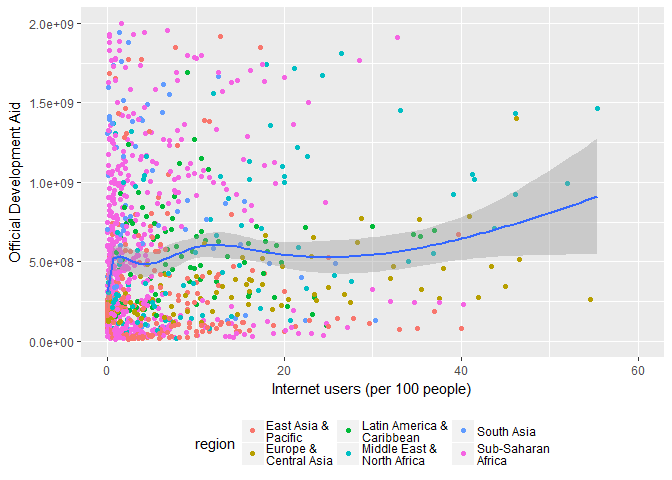 2.0e+09
1.5e+09
1.0e+09
5.0e+08
0.0e+00
Official Development Aid
0 20 40 60
Internet users (per 100 people)
region
East Asia &
Pacific
Europe &
Central Asia
Latin America &
Caribbean
Middle East &
North Africa
South Asia
Sub-Saharan
Africa